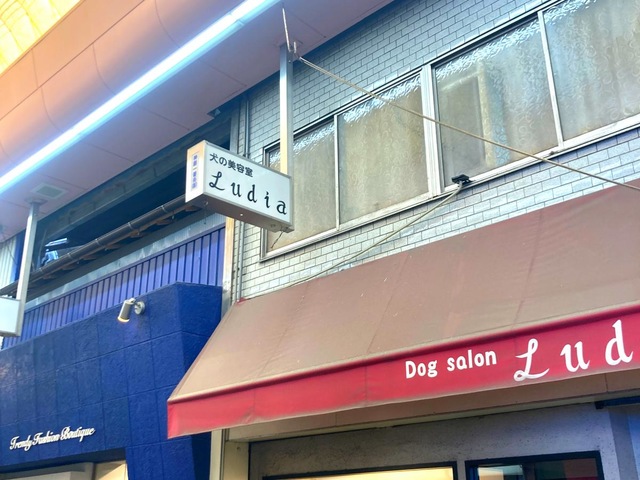 犬の美容室
Ludia
Dog salon Lud
Trendy Fashion Boutique